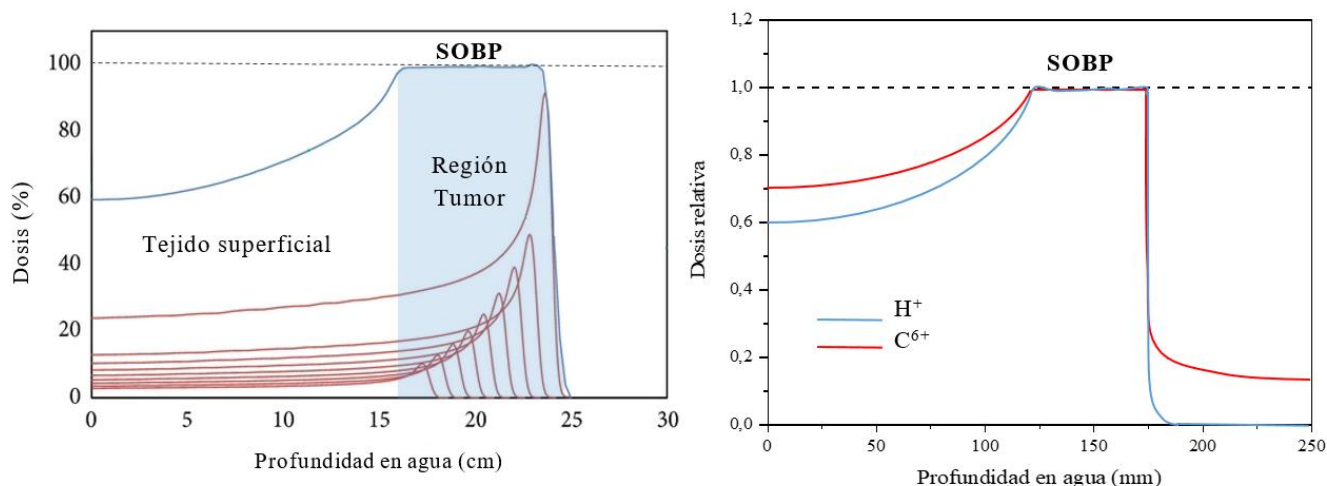 SOBP
100
80
60
40
20
0
Dosis (%)
Región
Tumor
Tejido superficial
0 5 10 15 20 25 30
Profundidad en agua (cm)
1,2
1,0
0,8
0,6
0,4
0,2
0,0
Dosis relativa
SOBP
H+
C6+
0 50 100 150 200 250
Profundidad en agua (mm)